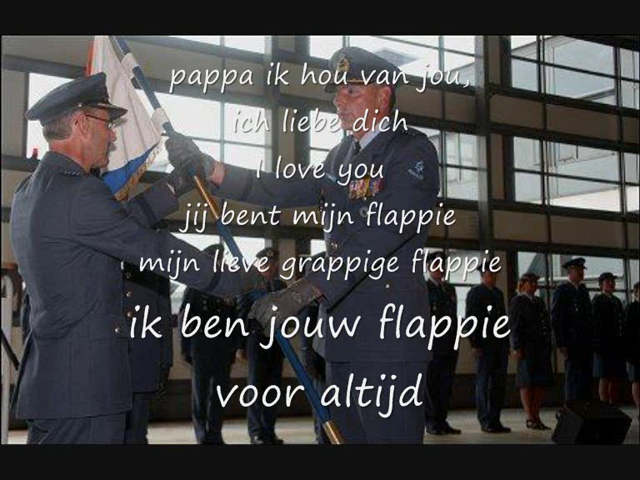 pappa ik hou van jou,
ich liebe dich
I love you
jij bent mijn flappie
mijn lieve grappige flappie
ik ben jouw flappie
voor altijd